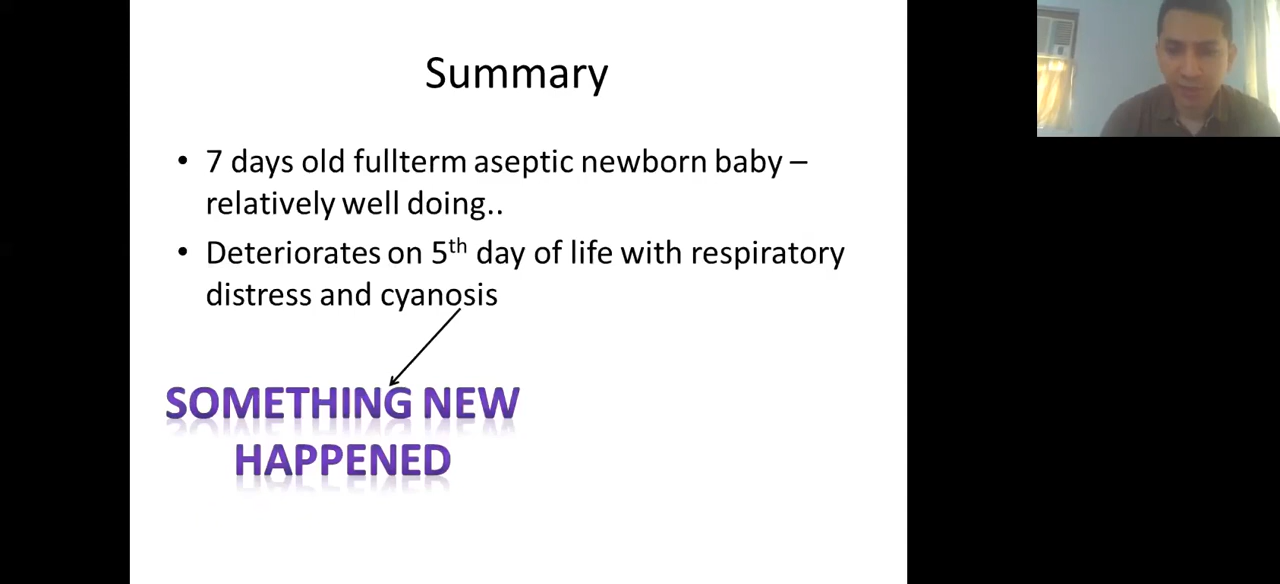 Summary
• 7 days old fullterm aseptic newborn baby –
relatively well doing..
• Deteriorates on 5th day of life with respiratory
distress and cyanosis
SOMETHING NEW
HAPPENED